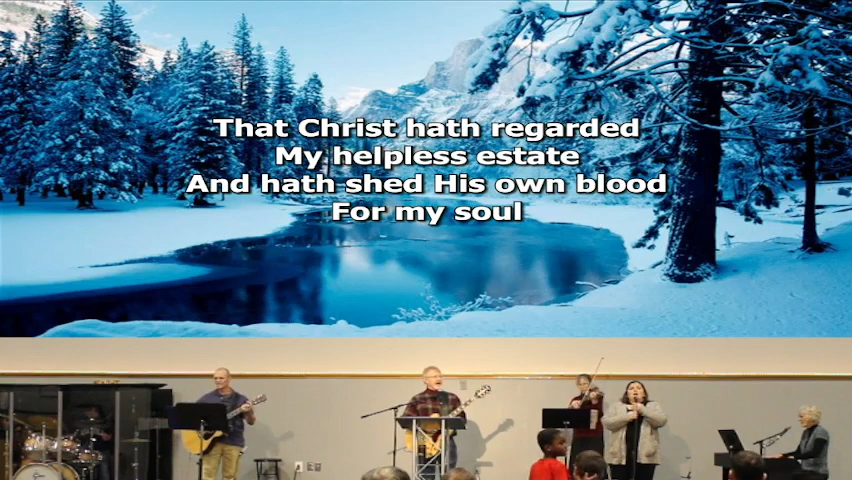 That Christ hath regarded
My helpless estate
And hath shed His own blood
For my soul